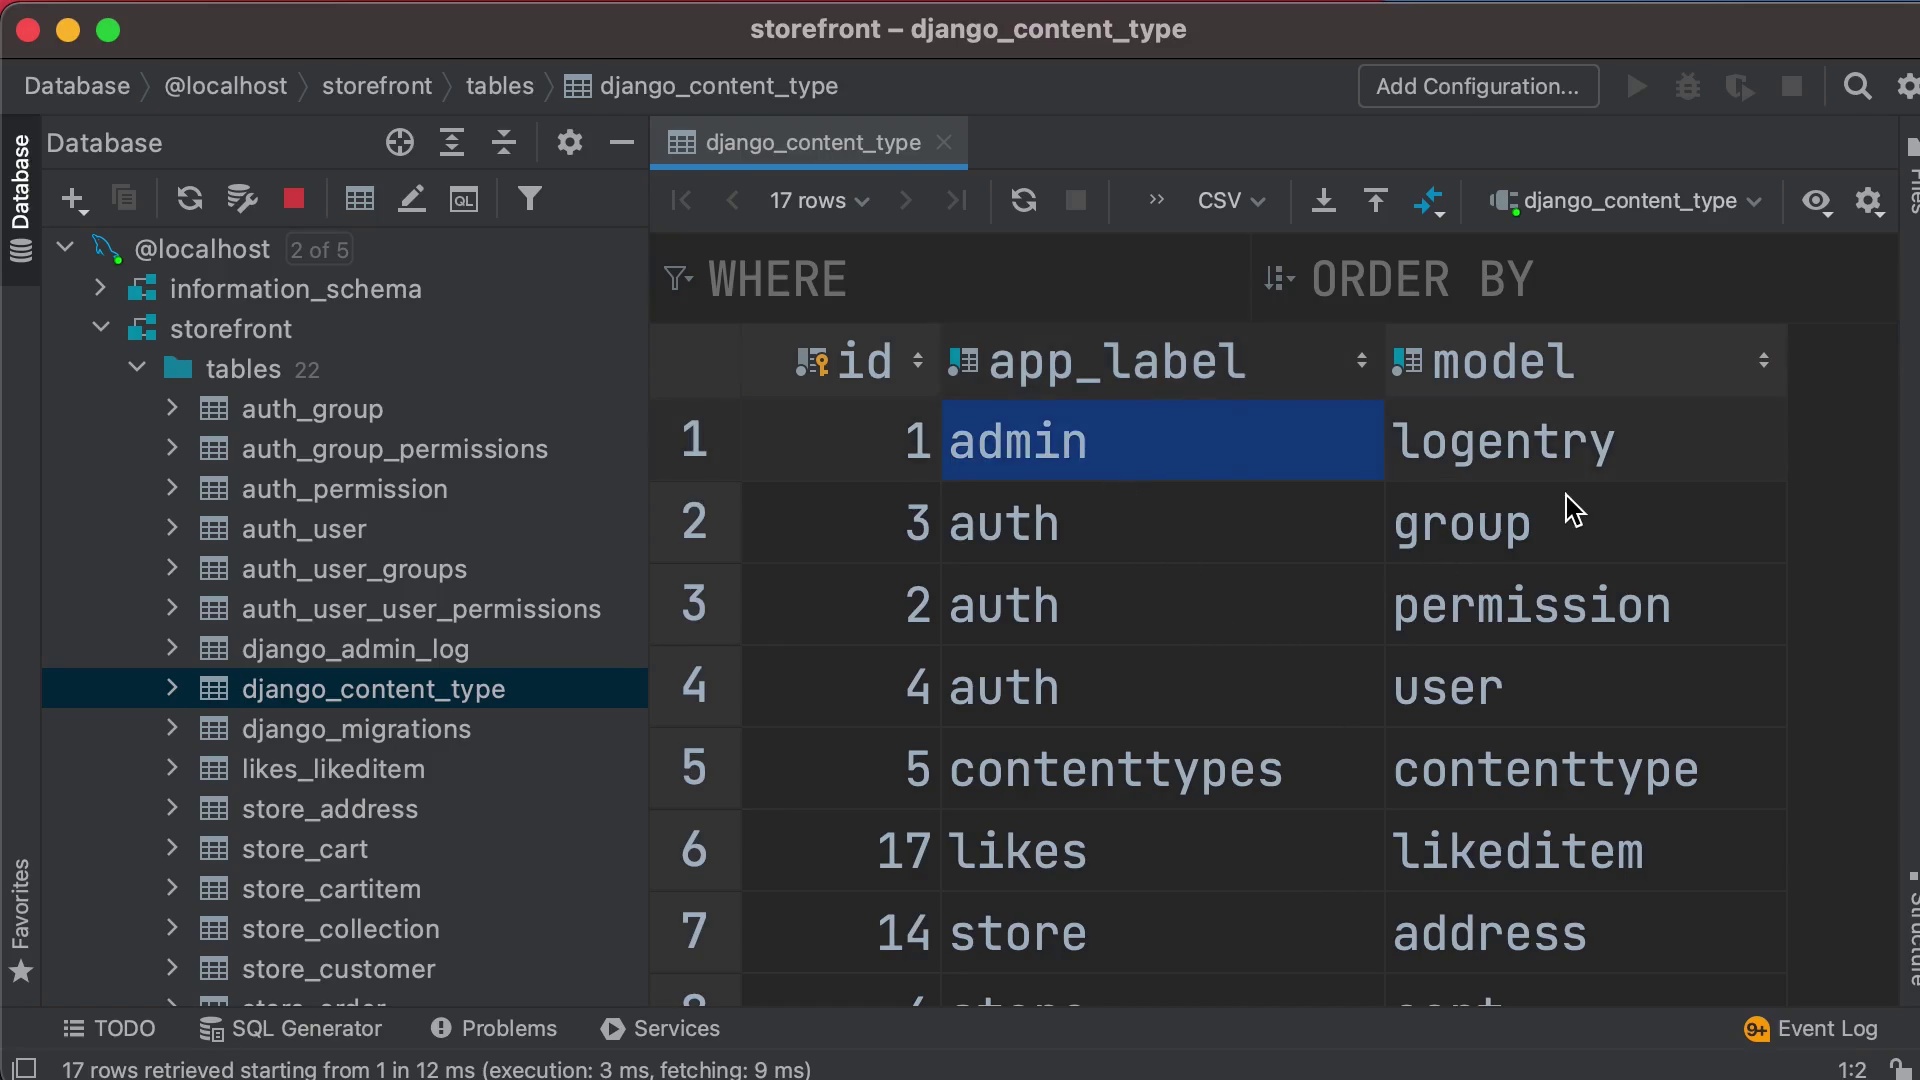 storefront – django_content_type
Database
@localhost
storefront
tables
django_content_type
Add Configuration...
Database
Database
django_content_type
17 rows
CSV
django_content_type
Files
@localhost 2 of 5
information_schema
storefront
tables 22
auth_group
auth_group_permissions
auth_permission
auth_user
auth_user_groups
auth_user_user_permissions
django_admin_log
django_content_type
django_migrations
likes_likeditem
store_address
store_cart
store_cartitem
store_collection
store_customer
QL
WHERE
ORDER BY
id app_label model
1 1 admin logentry
2 3 auth group
3 2 auth permission
4 4 auth user
5 5 contenttypes contenttype
6 17 likes likeditem
7 14 store address
Favorites
Structure
TODO
SQL Generator
Problems
Services
9+ Event Log
17 rows retrieved starting from 1 in 12 ms (execution: 3 ms, fetching: 9 ms)
1:2